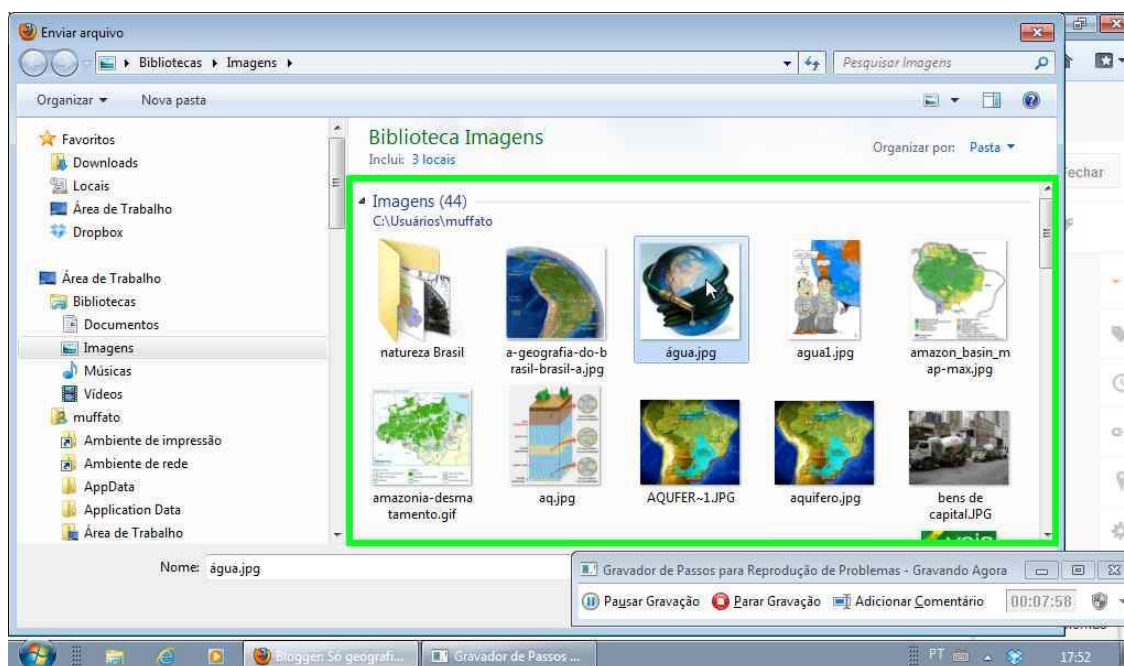 Enviar arquivo
Bibliotecas Imagens
Pesquisar Imagens
Organizar Nova pasta
Favoritos
Downloads
Locais
Área de Trabalho
Dropbox
Área de Trabalho
Bibliotecas
Documentos
Imagens
Músicas
Vídeos
muffato
Ambiente de impressão
Ambiente de rede
AppData
Application Data
Área de Trabalho
Biblioteca Imagens
Inclui: 3 locais
Organizar por: Pasta
Imagens (44)
C:\Usuários\muffato
natureza Brasil
a-geografia-do-b
rasil-brasil-a.jpg
água.jpg
agua1.jpg
amazon_basin_m
ap-max.jpg
amazonia-desma
tamento.gif
aq.jpg
AQUFER~1.JPG
aquifero.jpg
bens de
capital.JPG
Nome: água.jpg
Gravador de Passos para Reprodução de Problemas - Gravando Agora
Pausar Gravação Parar Gravação Adicionar Comentário 00:07:58
Blogger: Só geografi... Gravador de Passos ... PT 17:52